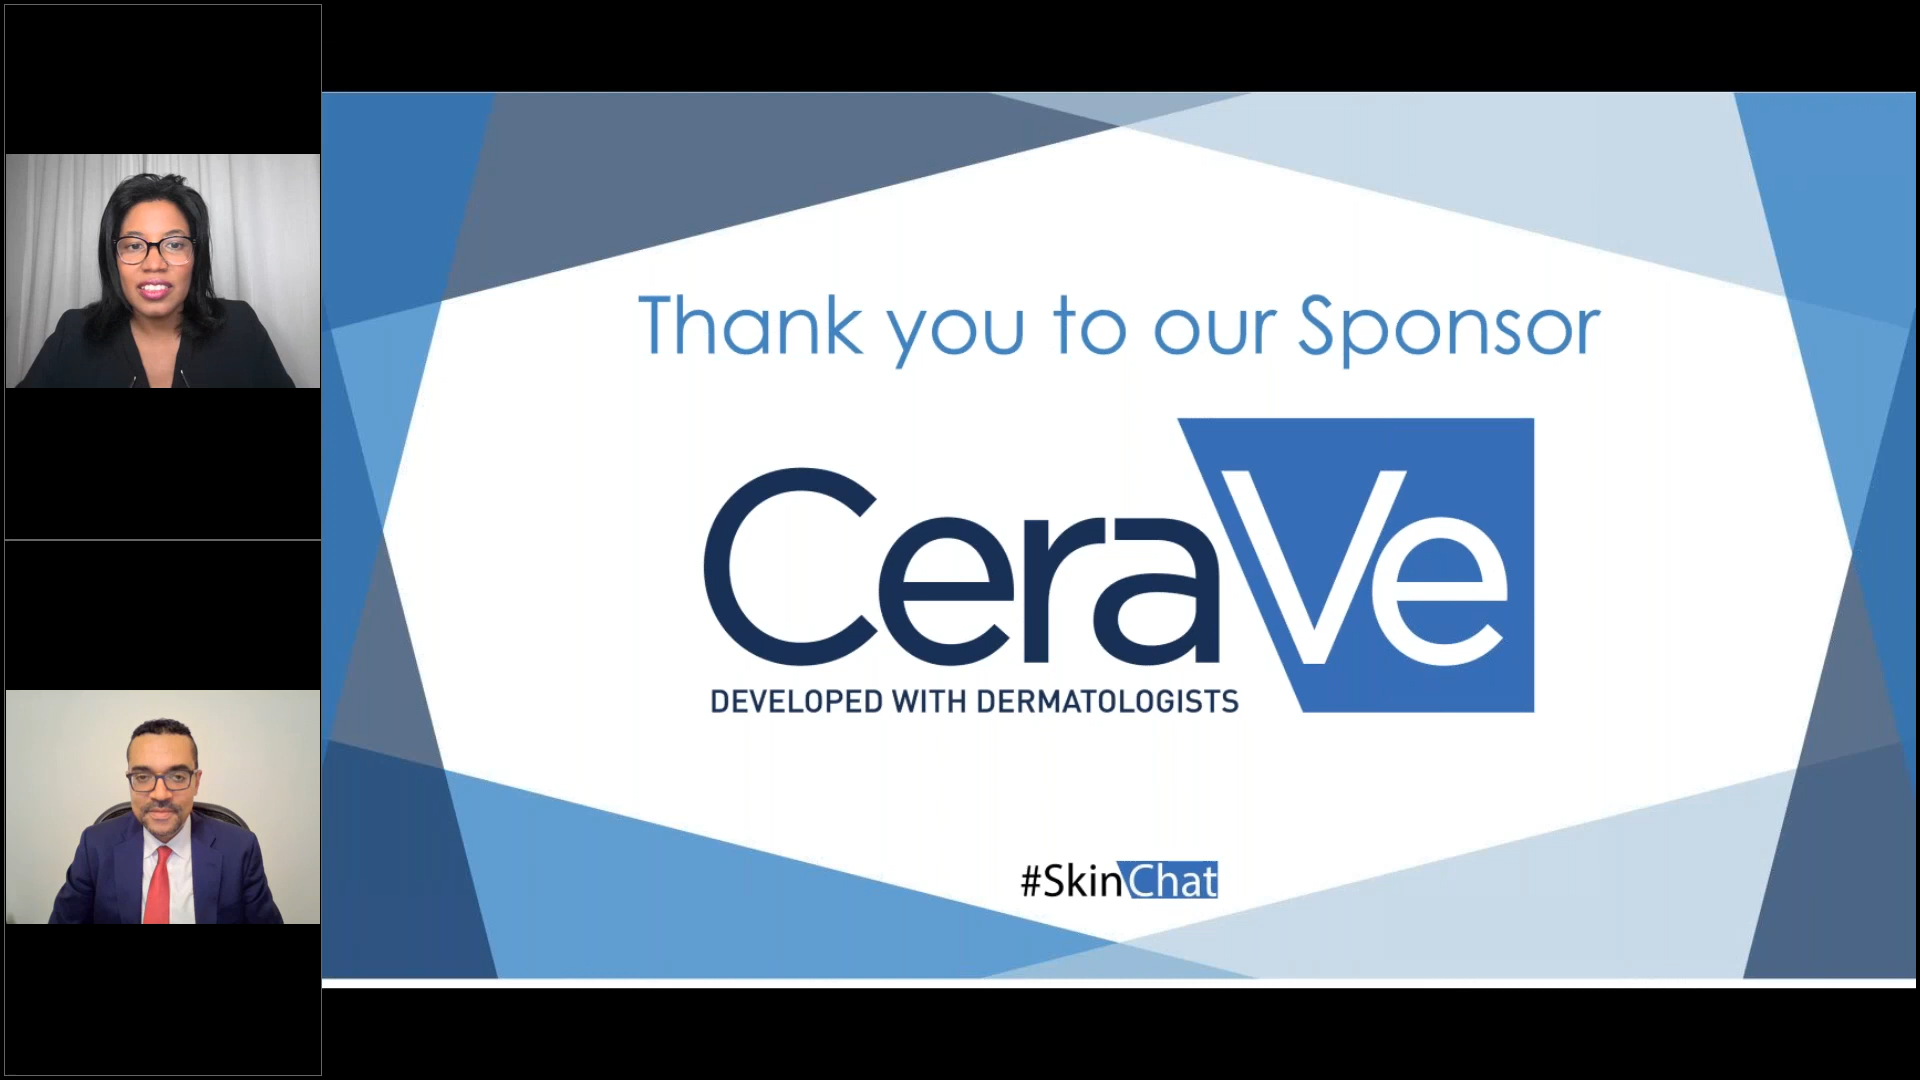 Thank you to our Sponsor
CeraVe
DEVELOPED WITH DERMATOLOGISTS
#SkinChat